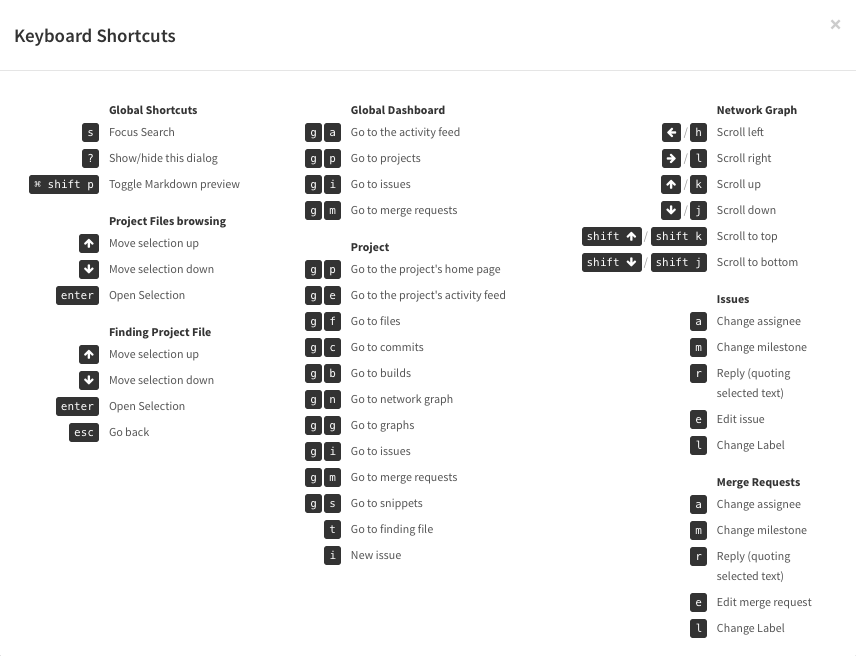 Keyboard Shortcuts
×
Global Shortcuts
s Focus Search
? Show/hide this dialog
⌘ shift p Toggle Markdown preview
Project Files browsing
↑ Move selection up
↓ Move selection down
enter Open Selection
Finding Project File
↑ Move selection up
↓ Move selection down
enter Open Selection
esc Go back
Global Dashboard
g a Go to the activity feed
g p Go to projects
g i Go to issues
g m Go to merge requests
Project
g p Go to the project's home page
g e Go to the project's activity feed
g f Go to files
g c Go to commits
g b Go to builds
g n Go to network graph
g g Go to graphs
g i Go to issues
g m Go to merge requests
g s Go to snippets
t Go to finding file
i New issue
Network Graph
← / h Scroll left
→ / l Scroll right
↑ / k Scroll up
↓ / j Scroll down
shift ↑ / shift k Scroll to top
shift ↓ / shift j Scroll to bottom
Issues
a Change assignee
m Change milestone
r Reply (quoting
selected text)
e Edit issue
l Change Label
Merge Requests
a Change assignee
m Change milestone
r Reply (quoting
selected text)
e Edit merge request
l Change Label